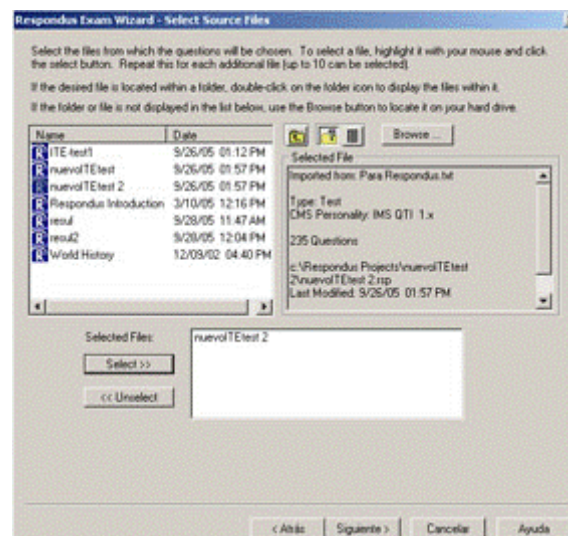 Respondus Exam Wizard - Select Source Files
Select the files from which the questions will be chosen. To select a file, highlight it with your mouse and click
the select button. Repeat this for each additional file (up to 10 can be selected).
If the desired file is located within a folder, double-click on the folder icon to display the files within it.
If the folder or file is not displayed in the list below, use the Browse button to locate it on your hard drive.
Name Date
ITE-test1 9/26/05 01:12 PM
nuevoITEtest 9/26/05 01:57 PM
nuevoITEtest 2 9/26/05 01:57 PM
Respondus Introduction 3/10/05 12:16 PM
resul 9/28/05 11:47 AM
resul2 9/28/05 12:04 PM
World History 12/09/02 04:40 PM
Browse ...
Selected File
Imported from: Para Respondus.txt
Type: Test
CMS Personality: IMS QTI 1.x
235 Questions
c:\Respondus Projects\nuevoITEtest
2\nuevoITEtest 2.rsp
Last Modified: 9/26/05 01:57 PM
Selected Files:
nuevoITEtest 2
Select >>
<< Unselect
< Atrás Siguiente > Cancelar Ayuda